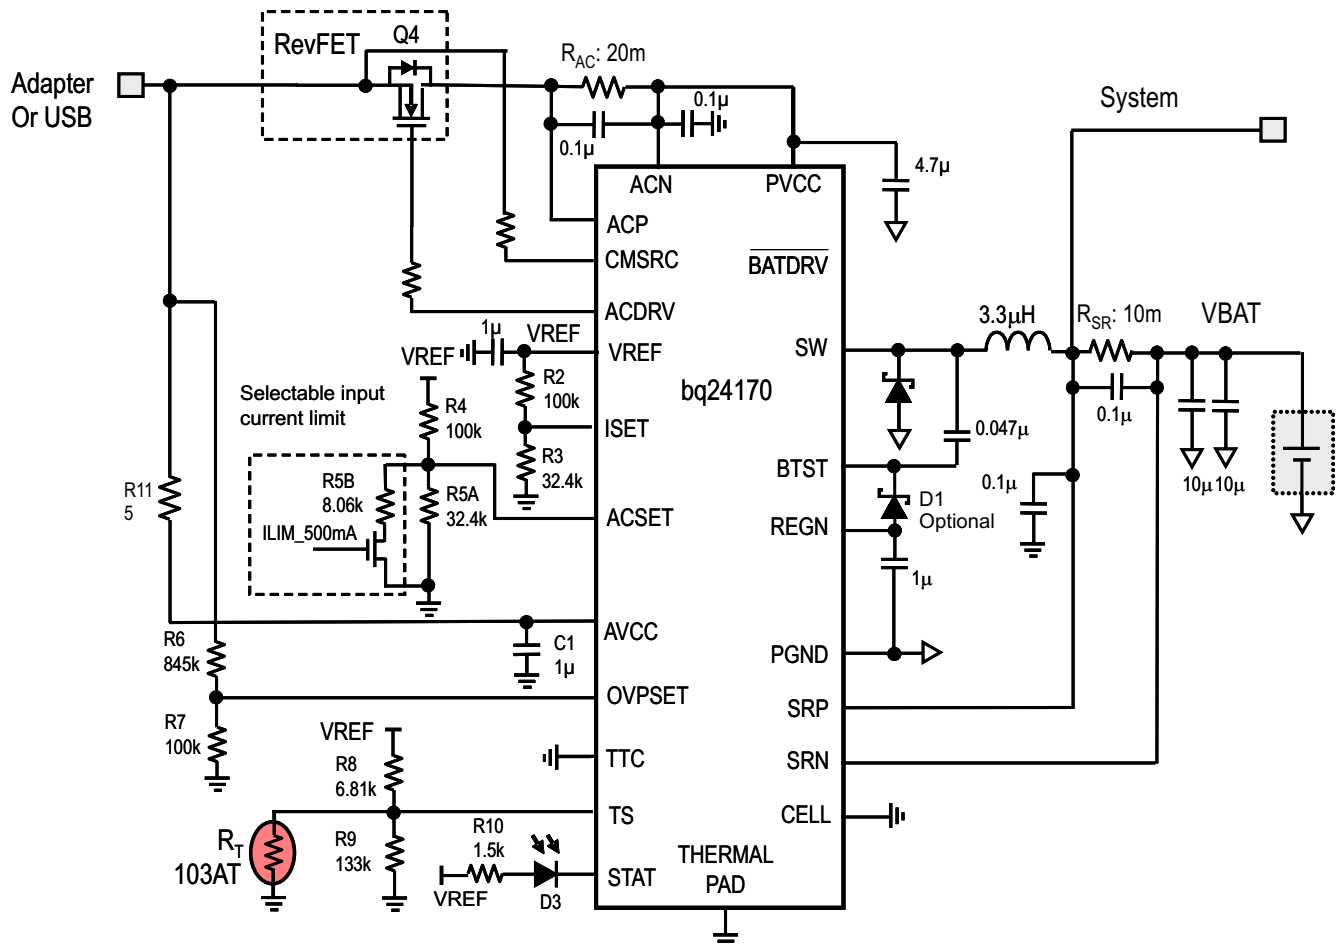 RevFET
Q4
R_AC: 20m
Adapter
Or USB
0.1µ
0.1µ
System
4.7µ
ACN
PVCC
ACP
CMSRC
BATDRV
ACDRV
1µ
VREF
VREF
VREF
3.3µH
R_SR: 10m
VBAT
SW
R2
100k
bq24170
Selectable input
current limit
R4
100k
ISET
0.1µ
0.047µ
R3
32.4k
BTST
R5B
8.06k
R5A
32.4k
0.1µ
10µ
10µ
R11
5
D1
Optional
ILIM_500mA
ACSET
REGN
1µ
R6
845k
AVCC
C1
1µ
PGND
OVPSET
SRP
R7
100k
VREF
TTC
SRN
R8
6.81k
TS
CELL
R_T
103AT
R9
133k
R10
1.5k
THERMAL
PAD
STAT
VREF
D3